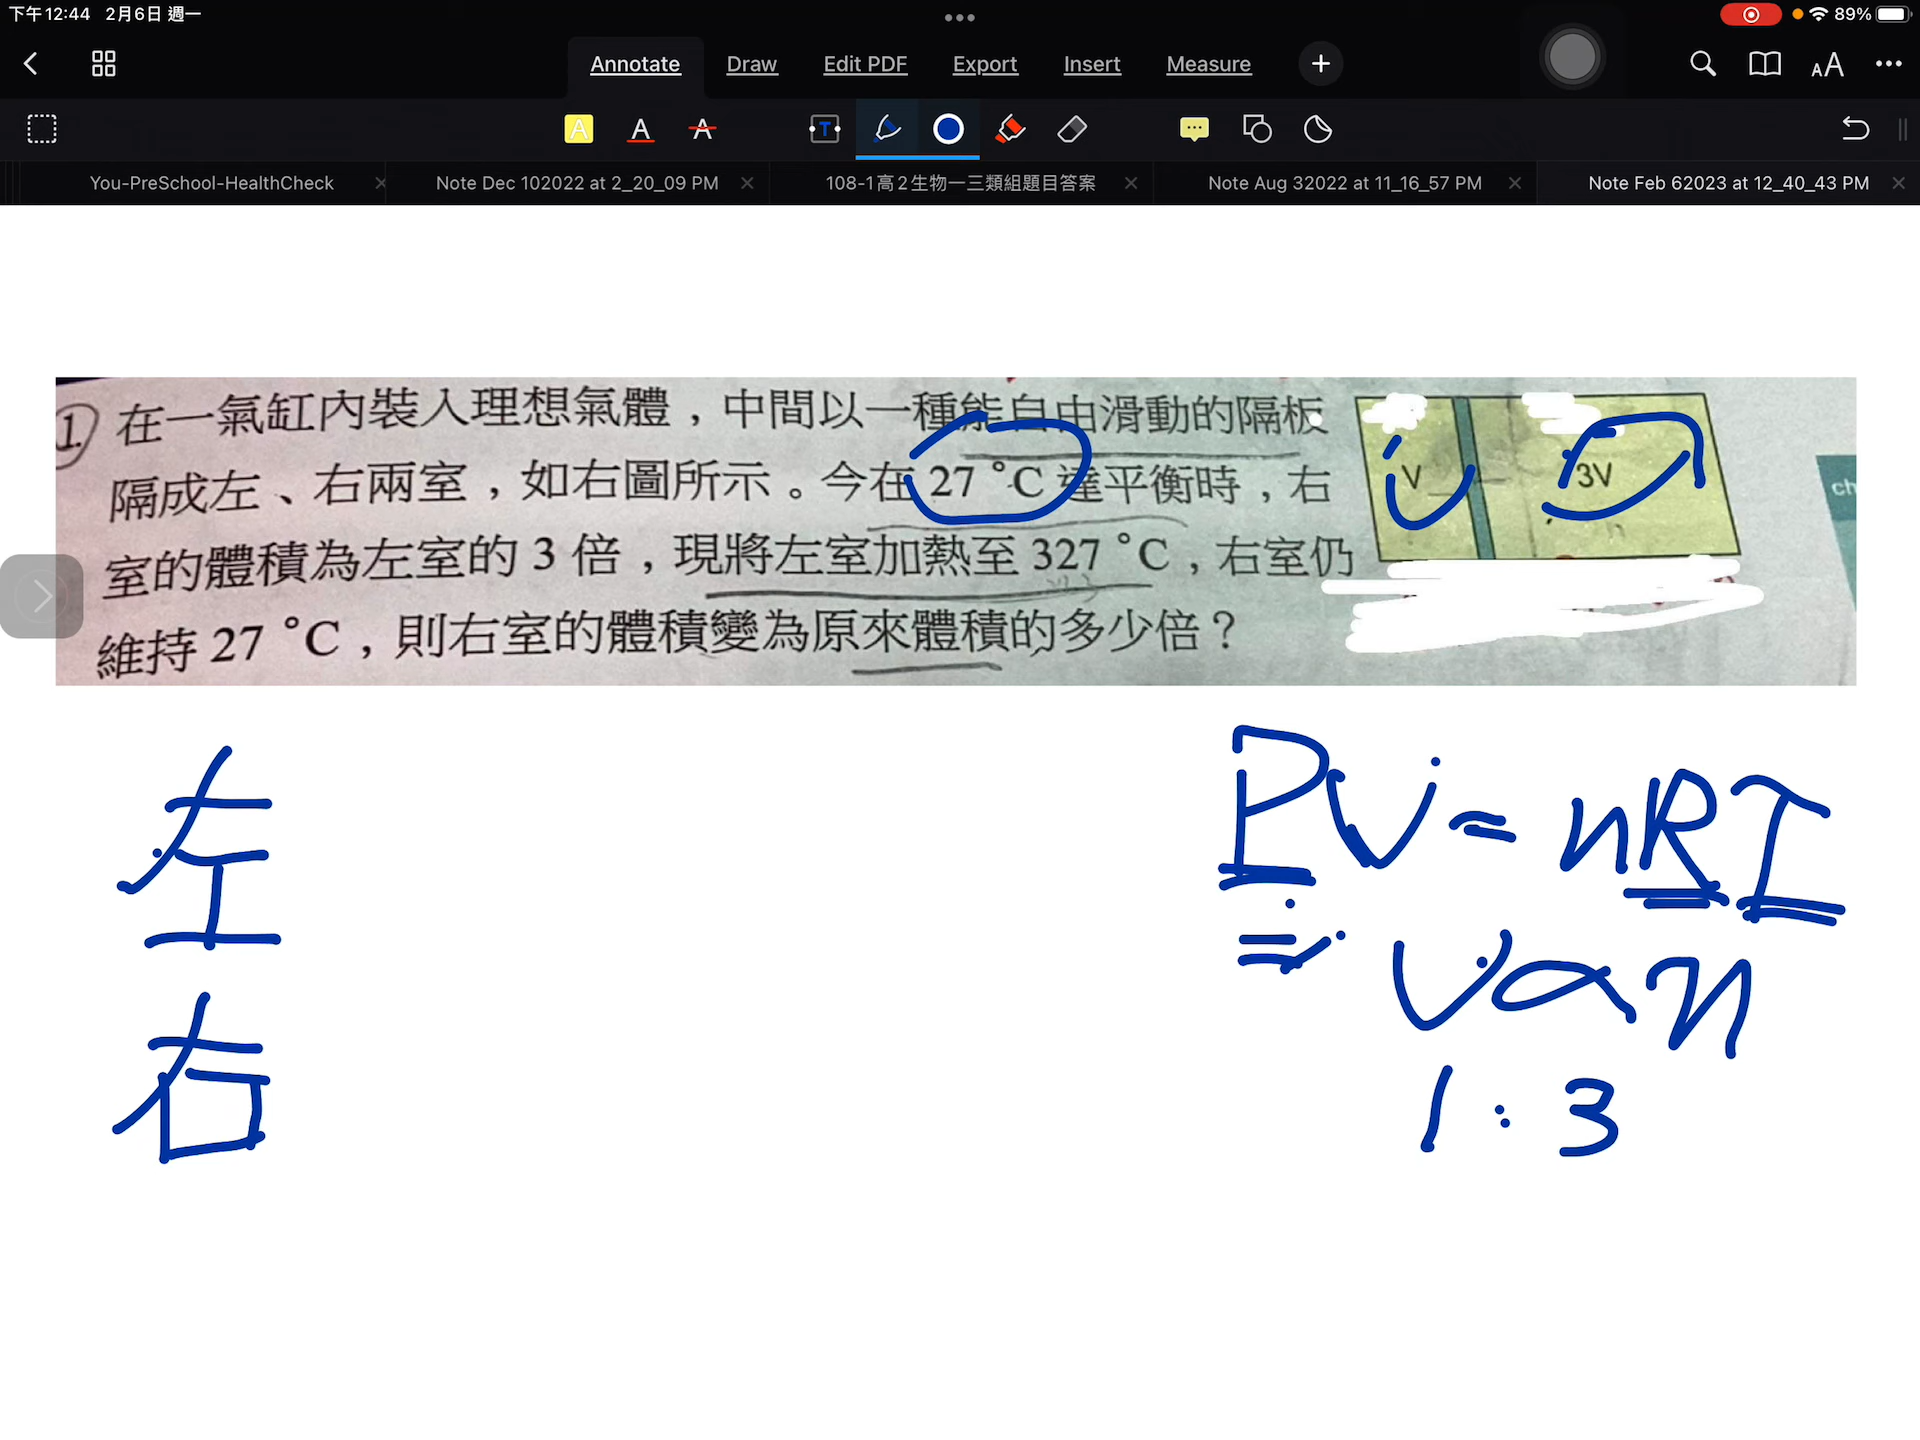 下午12:44 2月6日 週一
89%
Annotate Draw Edit PDF Export Insert Measure
AA
A A A T
You-PreSchool-HealthCheck Note Dec 102022 at 2_20_09 PM 108-1高2生物一三類組題目答案 Note Aug 32022 at 11_16_57 PM Note Feb 62023 at 12_40_43 PM
1. 在一氣缸內裝入理想氣體，中間以一種能自由滑動的隔板
隔成左、右兩室，如右圖所示。今在 27 °C 達平衡時，右
室的體積為左室的 3 倍，現將左室加熱至 327 °C，右室仍
維持 27 °C，則右室的體積變為原來體積的多少倍？
V 3V
ch
左
右
PV = nRT
⇒ V∝n
1 : 3